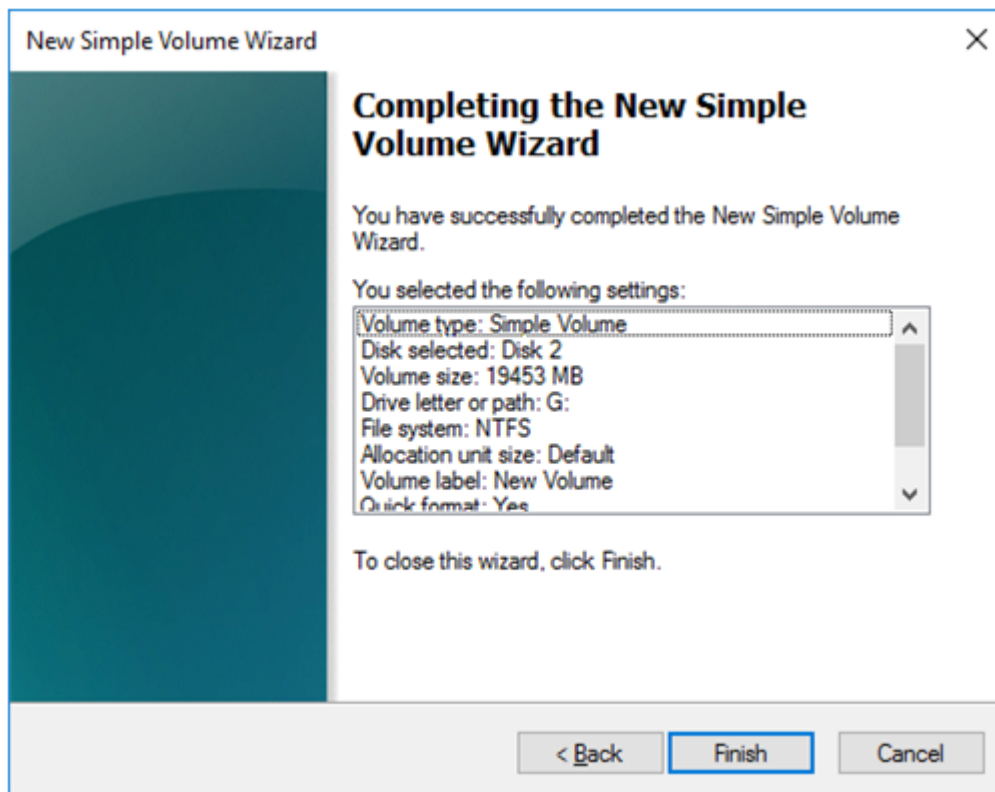 New Simple Volume Wizard
Completing the New Simple
Volume Wizard
You have successfully completed the New Simple Volume
Wizard.
You selected the following settings:
Volume type: Simple Volume
Disk selected: Disk 2
Volume size: 19453 MB
Drive letter or path: G:
File system: NTFS
Allocation unit size: Default
Volume label: New Volume
Quick format: Yes
To close this wizard, click Finish.
< Back
Finish
Cancel